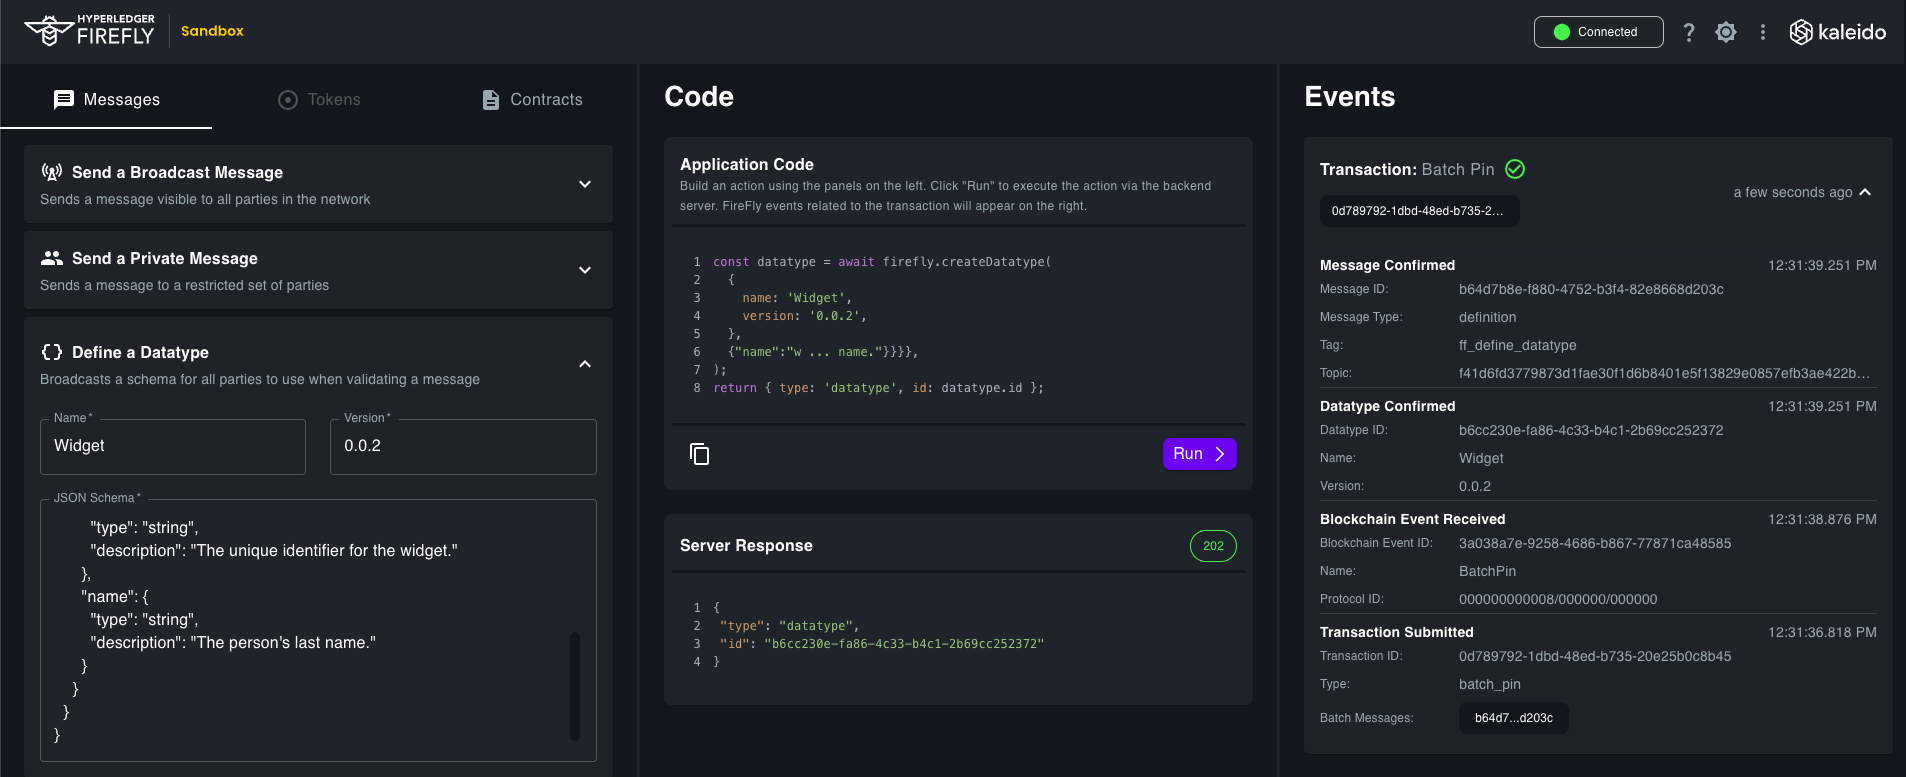 HYPERLEDGER
FIREFLY
Sandbox
Connected
?
kaleido
Messages
Tokens
Contracts
Send a Broadcast Message
Sends a message visible to all parties in the network
Send a Private Message
Sends a message to a restricted set of parties
Define a Datatype
Broadcasts a schema for all parties to use when validating a message
Name *
Widget
Version *
0.0.2
JSON Schema *
"type": "string",
"description": "The unique identifier for the widget."
},
"name": {
"type": "string",
"description": "The person's last name."
}
}
}
}
Code
Application Code
Build an action using the panels on the left. Click "Run" to execute the action via the backend
server. FireFly events related to the transaction will appear on the right.
1 const datatype = await firefly.createDatatype(
2 {
3 name: 'Widget',
4 version: '0.0.2',
5 },
6 {"name":"w ... name."}}}},
7 );
8 return { type: 'datatype', id: datatype.id };
Run
Server Response
202
1 {
2 "type": "datatype",
3 "id": "b6cc230e-fa86-4c33-b4c1-2b69cc252372"
4 }
Events
Transaction: Batch Pin
a few seconds ago
0d789792-1dbd-48ed-b735-2...
Message Confirmed 12:31:39.251 PM
Message ID: b64d7b8e-f880-4752-b3f4-82e8668d203c
Message Type: definition
Tag: ff_define_datatype
Topic: f41d6fd3779873d1fae30f1d6b8401e5f13829e0857efb3ae422b...
Datatype Confirmed 12:31:39.251 PM
Datatype ID: b6cc230e-fa86-4c33-b4c1-2b69cc252372
Name: Widget
Version: 0.0.2
Blockchain Event Received 12:31:38.876 PM
Blockchain Event ID: 3a038a7e-9258-4686-b867-77871ca48585
Name: BatchPin
Protocol ID: 000000000008/000000/000000
Transaction Submitted 12:31:36.818 PM
Transaction ID: 0d789792-1dbd-48ed-b735-20e25b0c8b45
Type: batch_pin
Batch Messages: b64d7...d203c